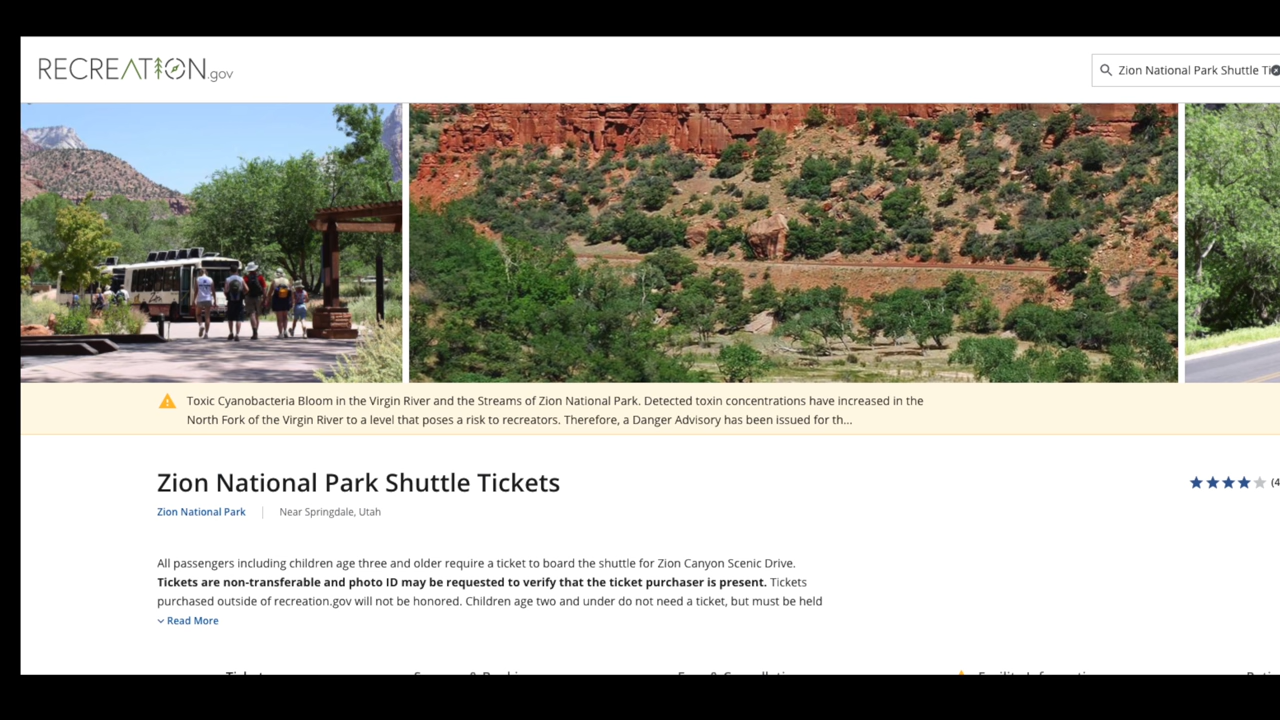 RECREATION.gov
Zion National Park Shuttle Ti
Toxic Cyanobacteria Bloom in the Virgin River and the Streams of Zion National Park. Detected toxin concentrations have increased in the
North Fork of the Virgin River to a level that poses a risk to recreators. Therefore, a Danger Advisory has been issued for th...
Zion National Park Shuttle Tickets
(4
Zion National Park
Near Springdale, Utah
All passengers including children age three and older require a ticket to board the shuttle for Zion Canyon Scenic Drive.
Tickets are non-transferable and photo ID may be requested to verify that the ticket purchaser is present. Tickets
purchased outside of recreation.gov will not be honored. Children age two and under do not need a ticket, but must be held
Read More